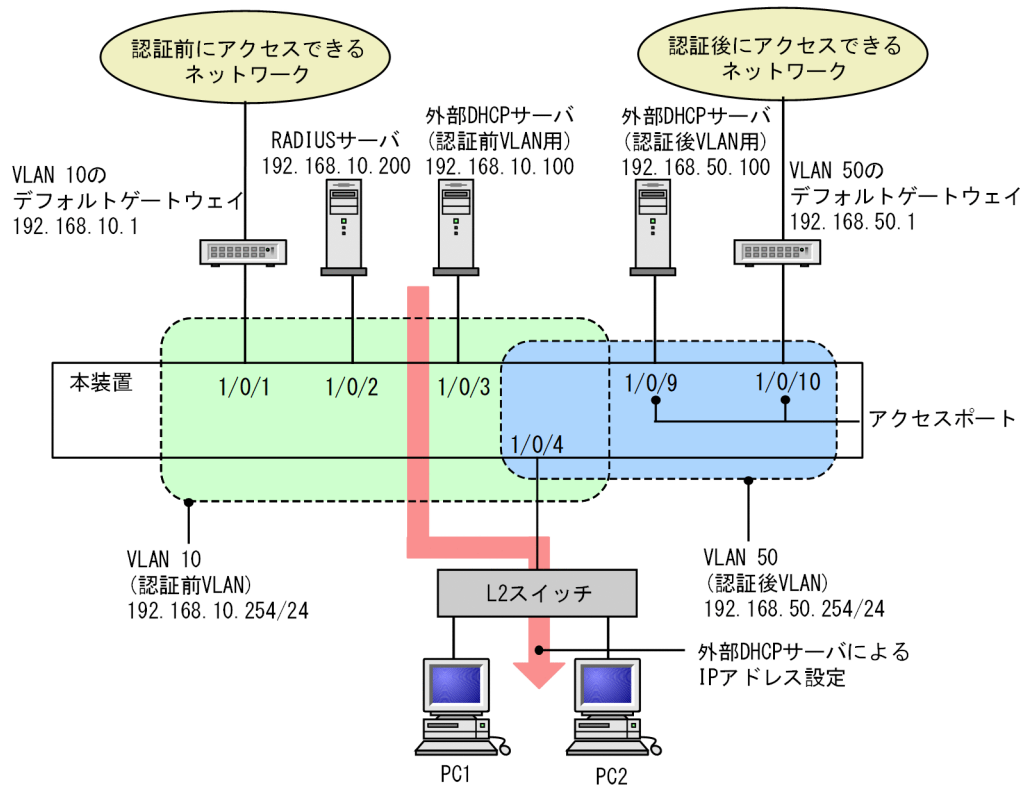 認証前にアクセスできる
ネットワーク
認証後にアクセスできる
ネットワーク
RADIUSサーバ
192.168.10.200
外部DHCPサーバ
(認証前VLAN用)
192.168.10.100
外部DHCPサーバ
(認証後VLAN用)
192.168.50.100
VLAN 10の
デフォルトゲートウェイ
192.168.10.1
VLAN 50の
デフォルトゲートウェイ
192.168.50.1
本装置
1/0/1
1/0/2
1/0/3
1/0/9
1/0/10
アクセスポート
1/0/4
VLAN 10
(認証前VLAN)
192.168.10.254/24
VLAN 50
(認証後VLAN)
192.168.50.254/24
L2スイッチ
外部DHCPサーバによる
IPアドレス設定
PC1
PC2